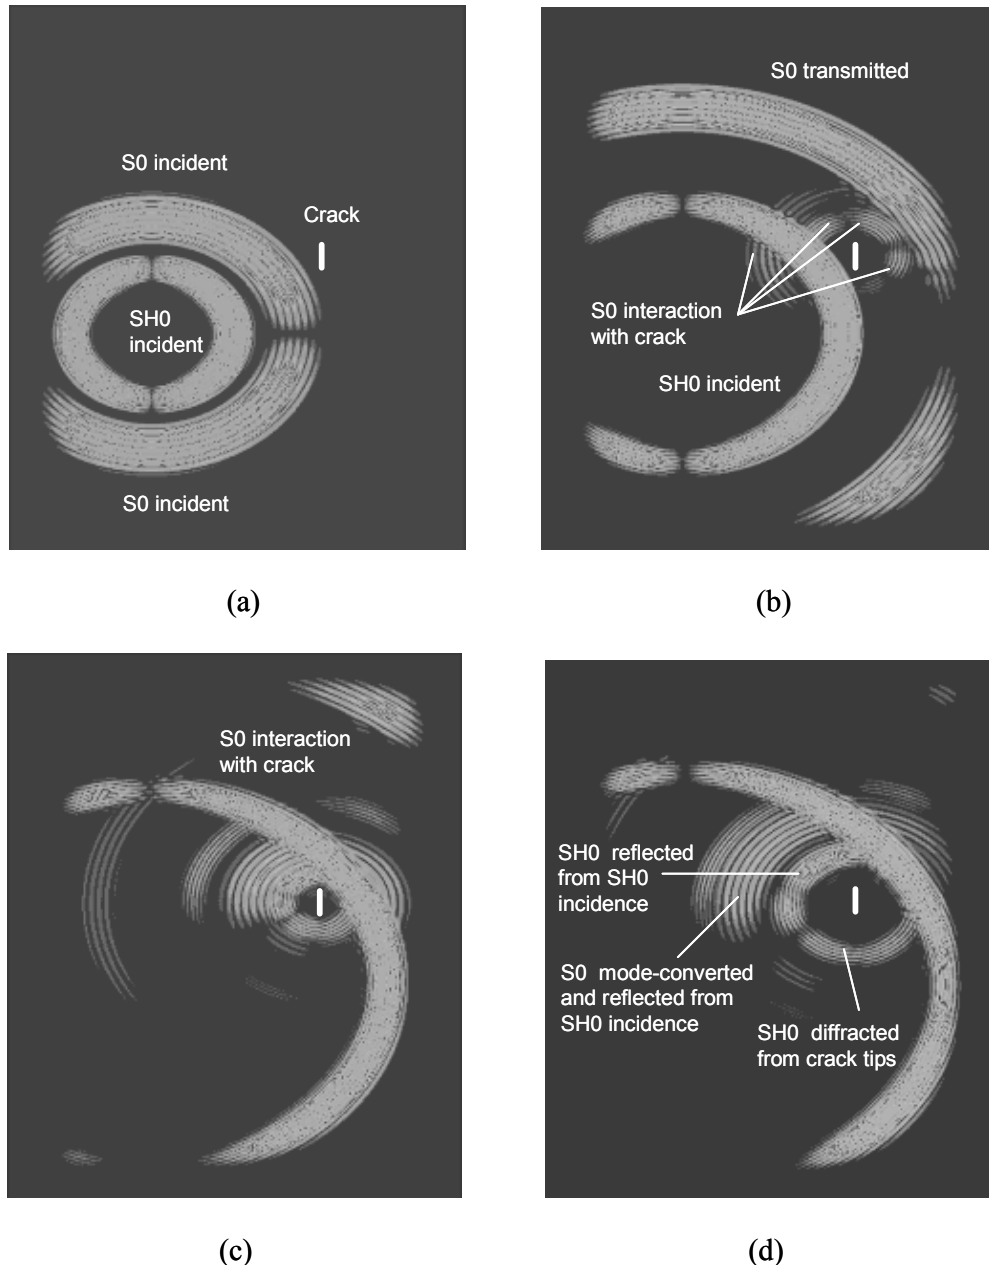 S0 incident
Crack
SH0
incident
S0 incident
(a)
S0 transmitted
S0 interaction
with crack
SH0 incident
(b)
S0 interaction
with crack
(c)
SH0 reflected
from SH0
incidence
S0 mode-converted
and reflected from
SH0 incidence
SH0 diffracted
from crack tips
(d)